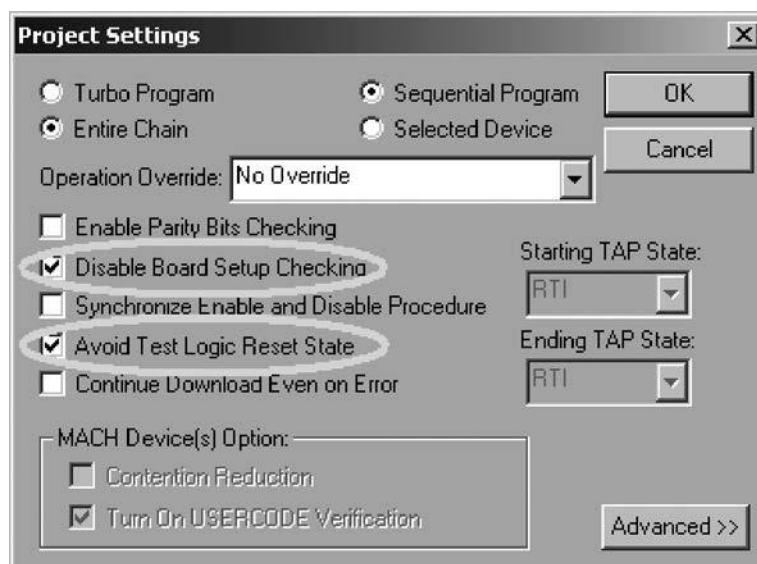 Project Settings
Turbo Program
Sequential Program
OK
Entire Chain
Selected Device
Cancel
Operation Override:
No Override
Enable Parity Bits Checking
Disable Board Setup Checking
Starting TAP State:
RTI
Synchronize Enable and Disable Procedure
Avoid Test Logic Reset State
Ending TAP State:
RTI
Continue Download Even on Error
MACH Device(s) Option:
Contention Reduction
Turn On USERCODE Verification
Advanced >>